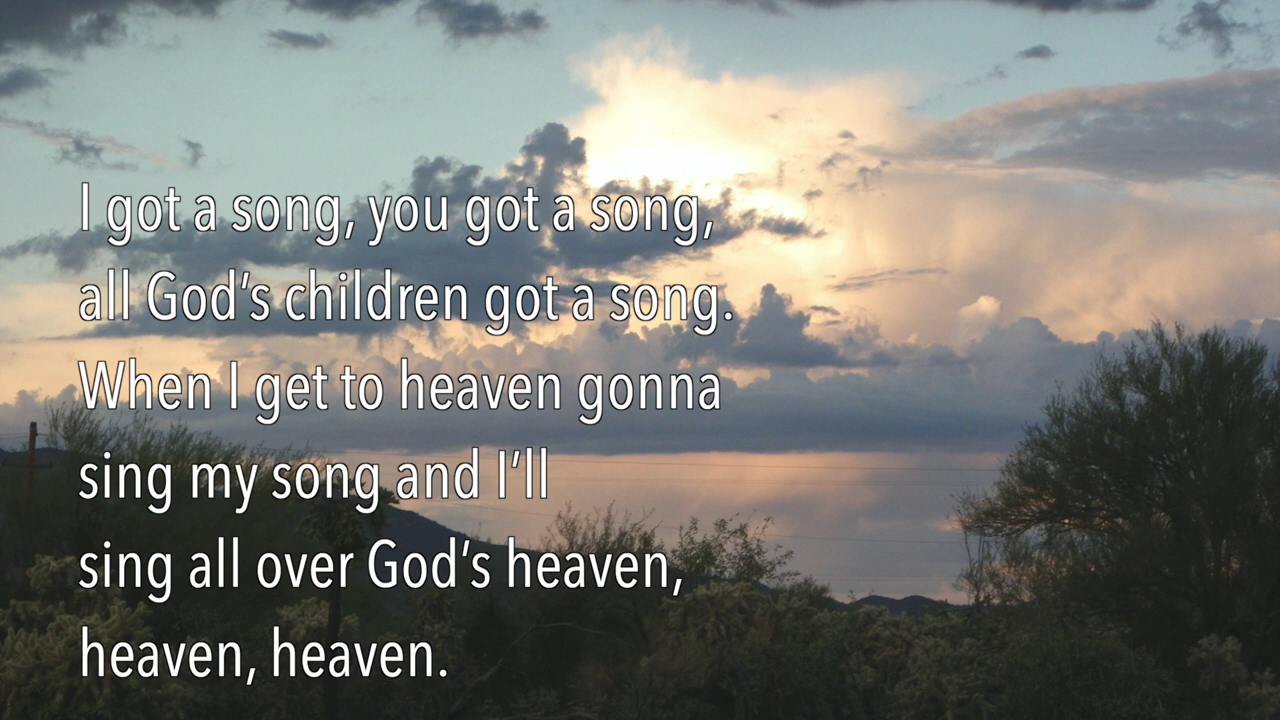 I got a song, you got a song,
all God’s children got a song.
When I get to heaven gonna
sing my song and I’ll
sing all over God’s heaven,
heaven, heaven.